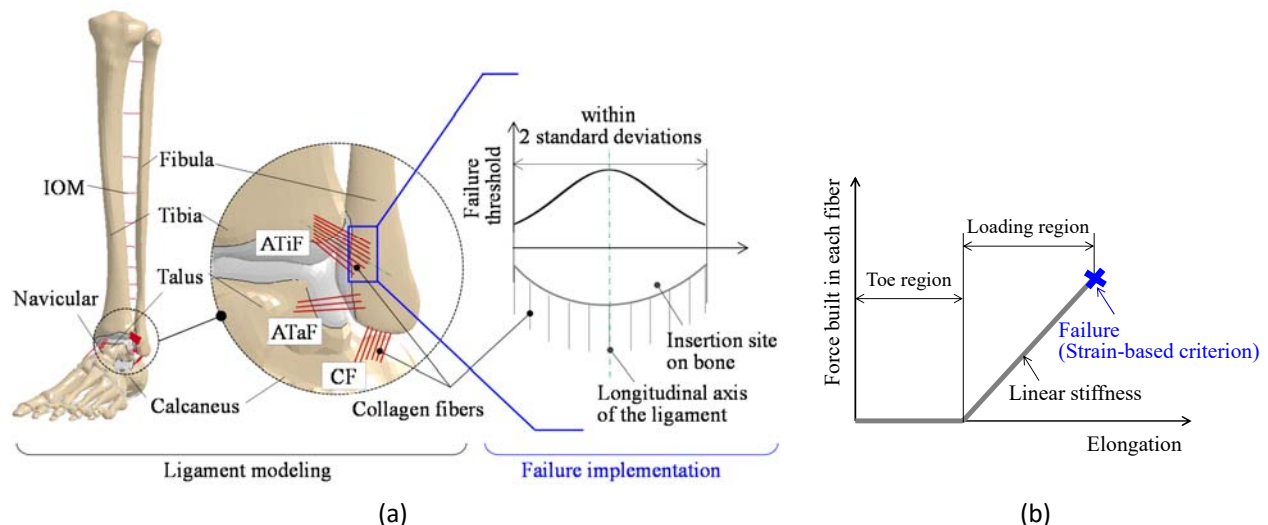 IOM
Tibia
Talus
Navicular
Fibula
ATiF
ATaF
CF
Calcaneus
Collagen fibers
Ligament modeling
within
2 standard deviations
Failure
threshold
Insertion site
on bone
Longitudinal axis
of the ligament
Failure implementation
(a)
Force built in each fiber
Loading region
Toe region
Failure
(Strain-based criterion)
Linear stiffness
Elongation
(b)